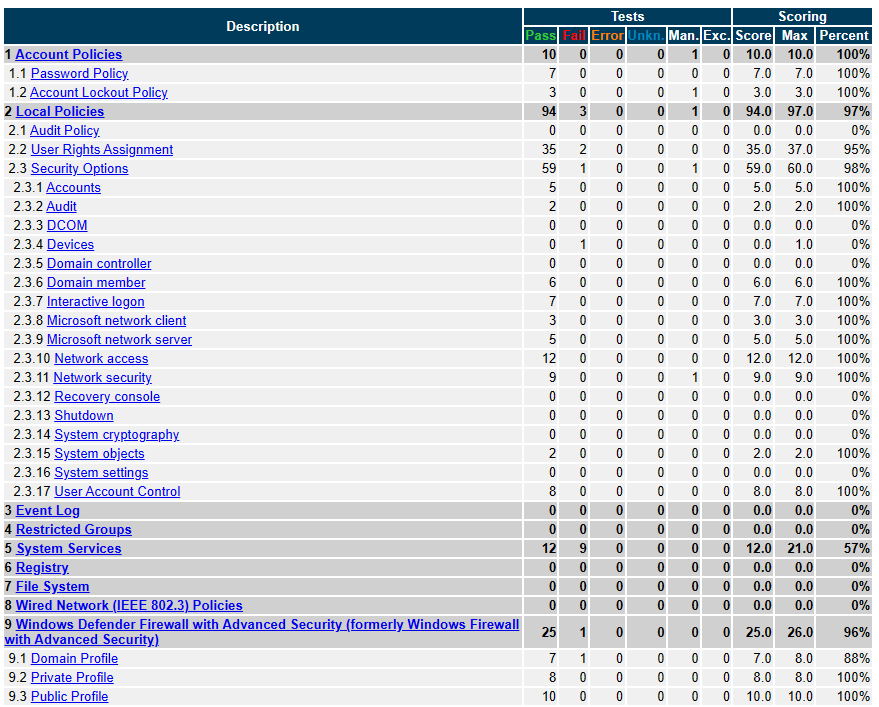 Description Tests Scoring
Pass Fail Error Unkn. Man. Exc. Score Max Percent
1 Account Policies 10 0 0 0 1 0 10.0 10.0 100%
1.1 Password Policy 7 0 0 0 0 0 7.0 7.0 100%
1.2 Account Lockout Policy 3 0 0 0 1 0 3.0 3.0 100%
2 Local Policies 94 3 0 0 1 0 94.0 97.0 97%
2.1 Audit Policy 0 0 0 0 0 0 0.0 0.0 0%
2.2 User Rights Assignment 35 2 0 0 0 0 35.0 37.0 95%
2.3 Security Options 59 1 0 0 1 0 59.0 60.0 98%
2.3.1 Accounts 5 0 0 0 0 0 5.0 5.0 100%
2.3.2 Audit 2 0 0 0 0 0 2.0 2.0 100%
2.3.3 DCOM 0 0 0 0 0 0 0.0 0.0 0%
2.3.4 Devices 0 1 0 0 0 0 0.0 1.0 0%
2.3.5 Domain controller 0 0 0 0 0 0 0.0 0.0 0%
2.3.6 Domain member 6 0 0 0 0 0 6.0 6.0 100%
2.3.7 Interactive logon 7 0 0 0 0 0 7.0 7.0 100%
2.3.8 Microsoft network client 3 0 0 0 0 0 3.0 3.0 100%
2.3.9 Microsoft network server 5 0 0 0 0 0 5.0 5.0 100%
2.3.10 Network access 12 0 0 0 0 0 12.0 12.0 100%
2.3.11 Network security 9 0 0 0 1 0 9.0 9.0 100%
2.3.12 Recovery console 0 0 0 0 0 0 0.0 0.0 0%
2.3.13 Shutdown 0 0 0 0 0 0 0.0 0.0 0%
2.3.14 System cryptography 0 0 0 0 0 0 0.0 0.0 0%
2.3.15 System objects 2 0 0 0 0 0 2.0 2.0 100%
2.3.16 System settings 0 0 0 0 0 0 0.0 0.0 0%
2.3.17 User Account Control 8 0 0 0 0 0 8.0 8.0 100%
3 Event Log 0 0 0 0 0 0 0.0 0.0 0%
4 Restricted Groups 0 0 0 0 0 0 0.0 0.0 0%
5 System Services 12 9 0 0 0 0 12.0 21.0 57%
6 Registry 0 0 0 0 0 0 0.0 0.0 0%
7 File System 0 0 0 0 0 0 0.0 0.0 0%
8 Wired Network (IEEE 802.3) Policies 0 0 0 0 0 0 0.0 0.0 0%
9 Windows Defender Firewall with Advanced Security (formerly Windows Firewall
with Advanced Security) 25 1 0 0 0 0 25.0 26.0 96%
9.1 Domain Profile 7 1 0 0 0 0 7.0 8.0 88%
9.2 Private Profile 8 0 0 0 0 0 8.0 8.0 100%
9.3 Public Profile 10 0 0 0 0 0 10.0 10.0 100%